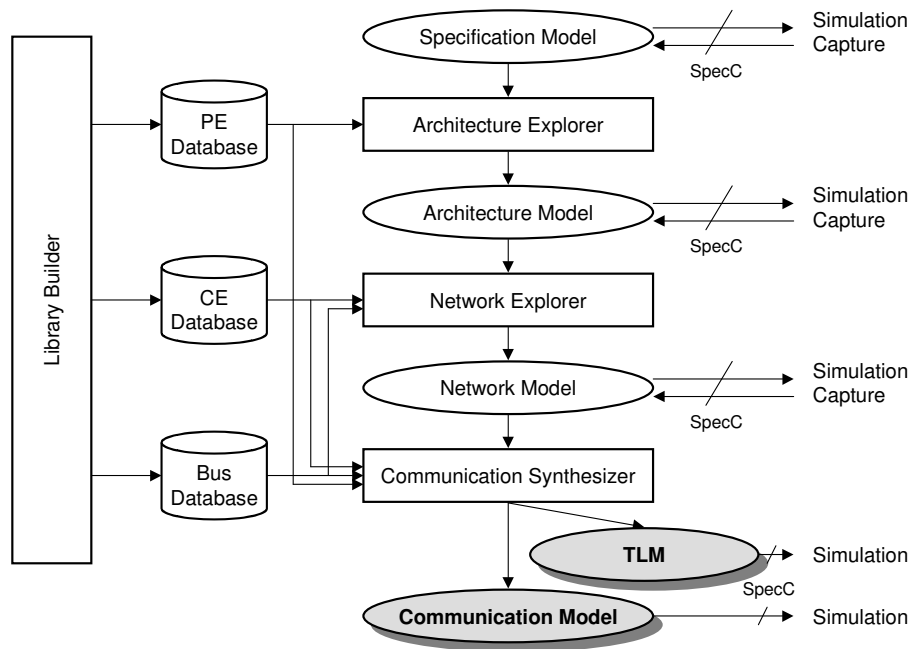 Specification Model
Simulation
Capture
SpecC
PE
Database
Architecture Explorer
Architecture Model
Simulation
Capture
SpecC
Library Builder
CE
Database
Network Explorer
Network Model
Simulation
Capture
SpecC
Bus
Database
Communication Synthesizer
TLM
Simulation
SpecC
Communication Model
Simulation